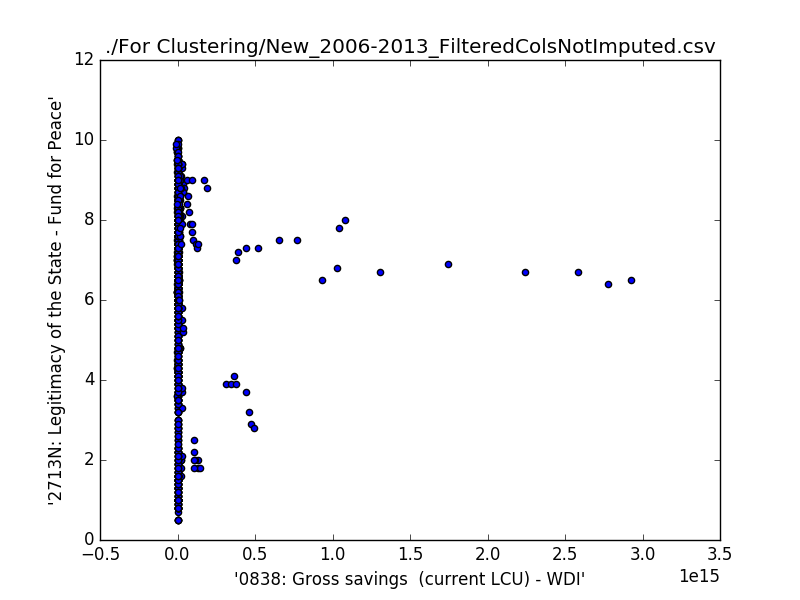 ./For Clustering/New_2006-2013_FilteredColsNotImputed.csv
12
10
8
6
4
2
0
'2713N: Legitimacy of the State - Fund for Peace'
−0.5 0.0 0.5 1.0 1.5 2.0 2.5 3.0 3.5
1e15
'0838: Gross savings  (current LCU) - WDI'